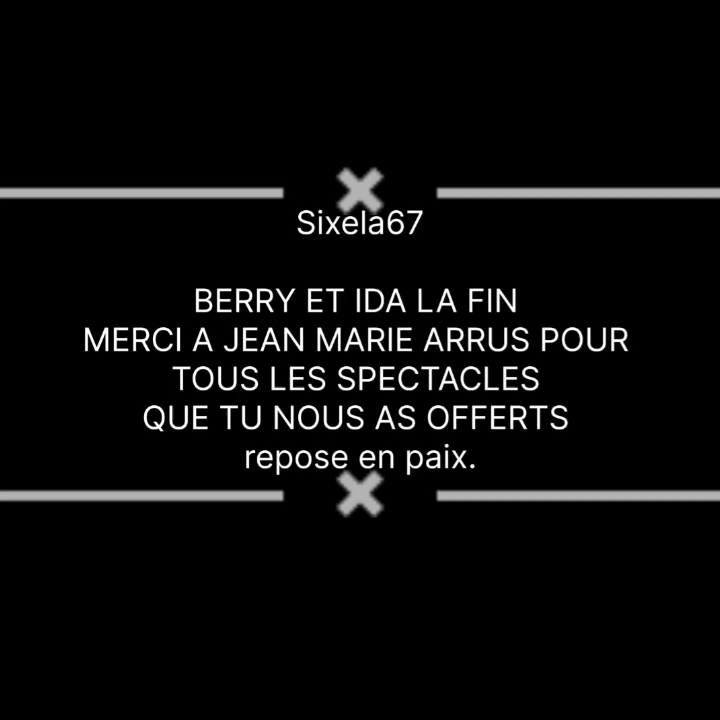 Sixela67
BERRY ET IDA LA FIN
MERCI A JEAN MARIE ARRUS POUR
TOUS LES SPECTACLES
QUE TU NOUS AS OFFERTS
repose en paix.